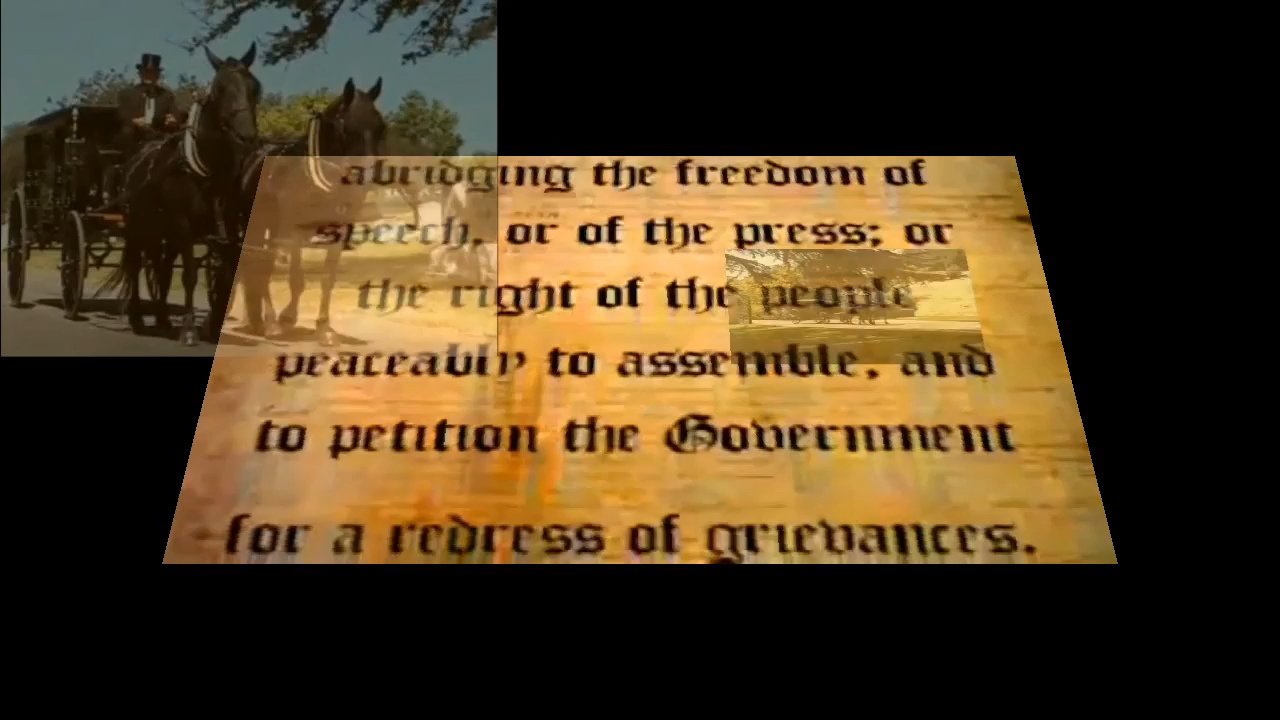 abridging the freedom of
speech, or of the press; or
the right of the people
peaceably to assemble, and
to petition the Government
for a redress of grievances.